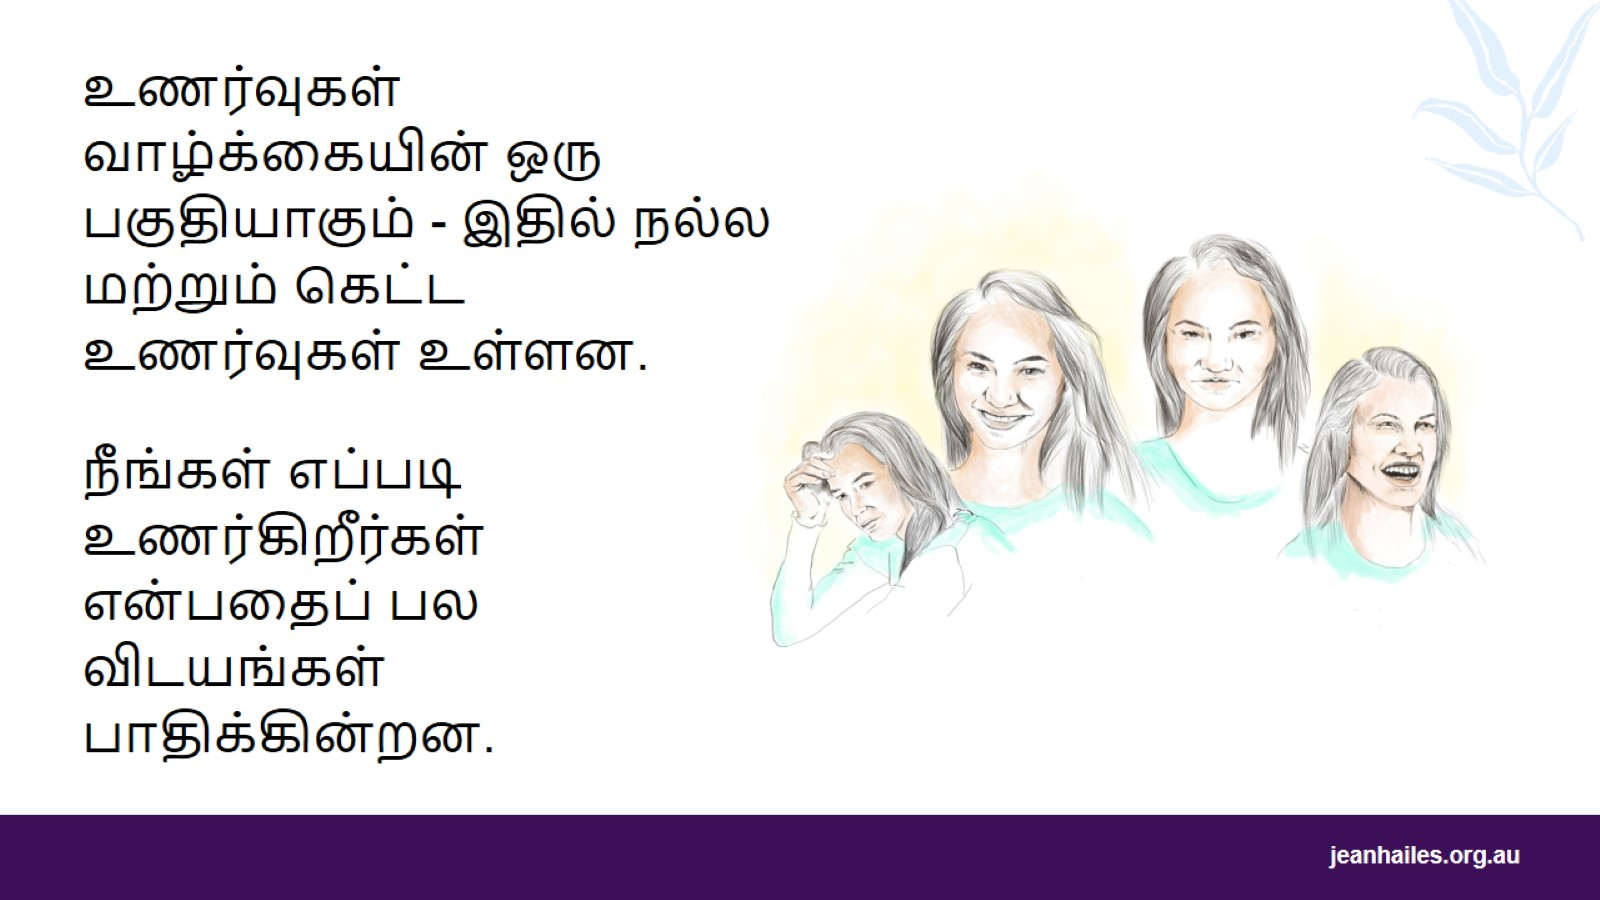 உணர்வுகள்
வாழ்க்கையின் ஒரு
பகுதியாகும் - இதில் நல்ல
மற்றும் கெட்ட
உணர்வுகள் உள்ளன.
நீங்கள் எப்படி
உணர்கிறீர்கள்
என்பதைப் பல
விடயங்கள்
பாதிக்கின்றன.
jeanhailes.org.au